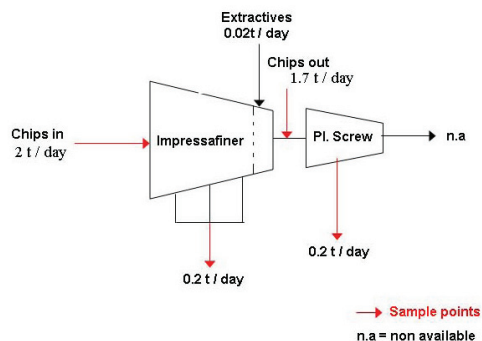 Extractives
0.02t / day
Chips out
1.7 t / day
Chips in
2 t / day
Impressafiner
Pl. Screw
n.a
0.2 t / day
0.2 t / day
Sample points
n.a = non available